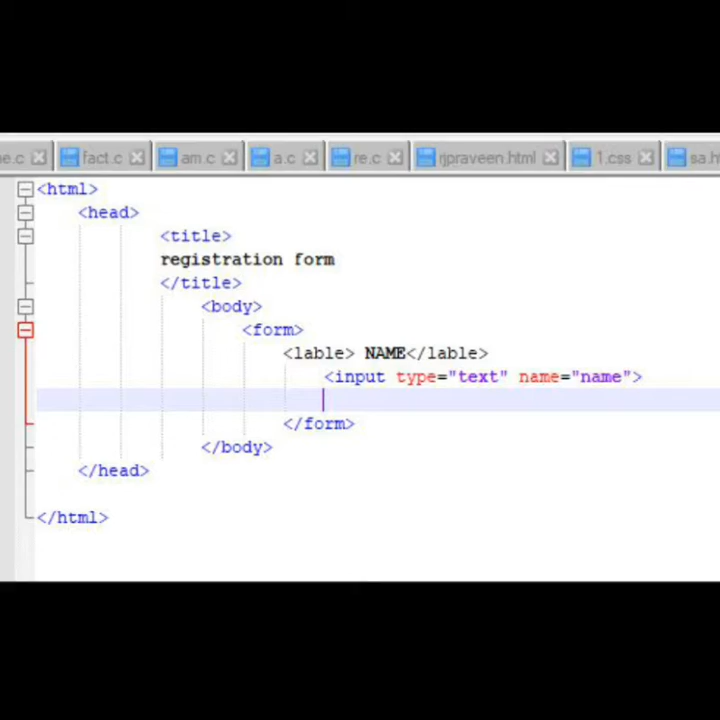 ne.c fact.c am.c a.c re.c rjpraveen.html 1.css sa.h
<html>
<head>
<title>
registration form
</title>
<body>
<form>
<lable> NAME</lable>
<input type="text" name="name">
</form>
</body>
</head>
</html>